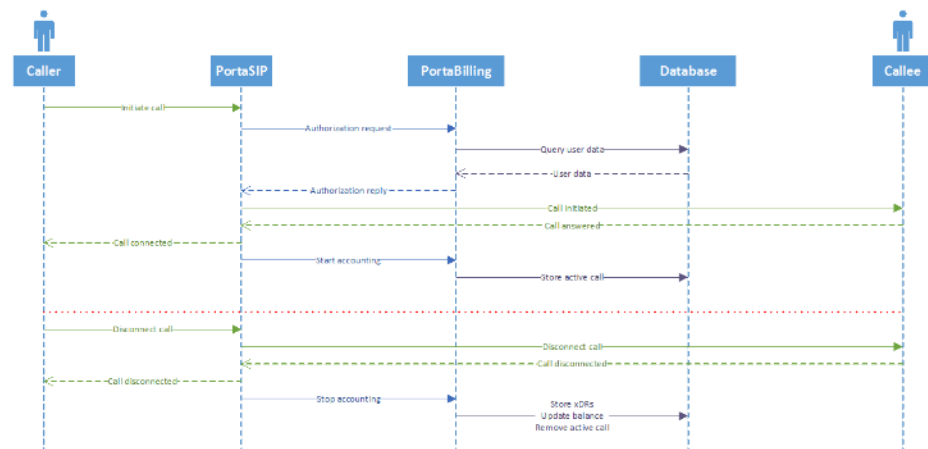 Caller
PortaSIP
PortaBilling
Database
Callee
Initiate call
Authorization request
Query user data
User data
Authorization reply
Call initiated
Call answered
Call connected
Start accounting
Store active call
Disconnect call
Disconnect call
Call disconnected
Call disconnected
Stop accounting
Store xDRs
Update balance
Remove active call